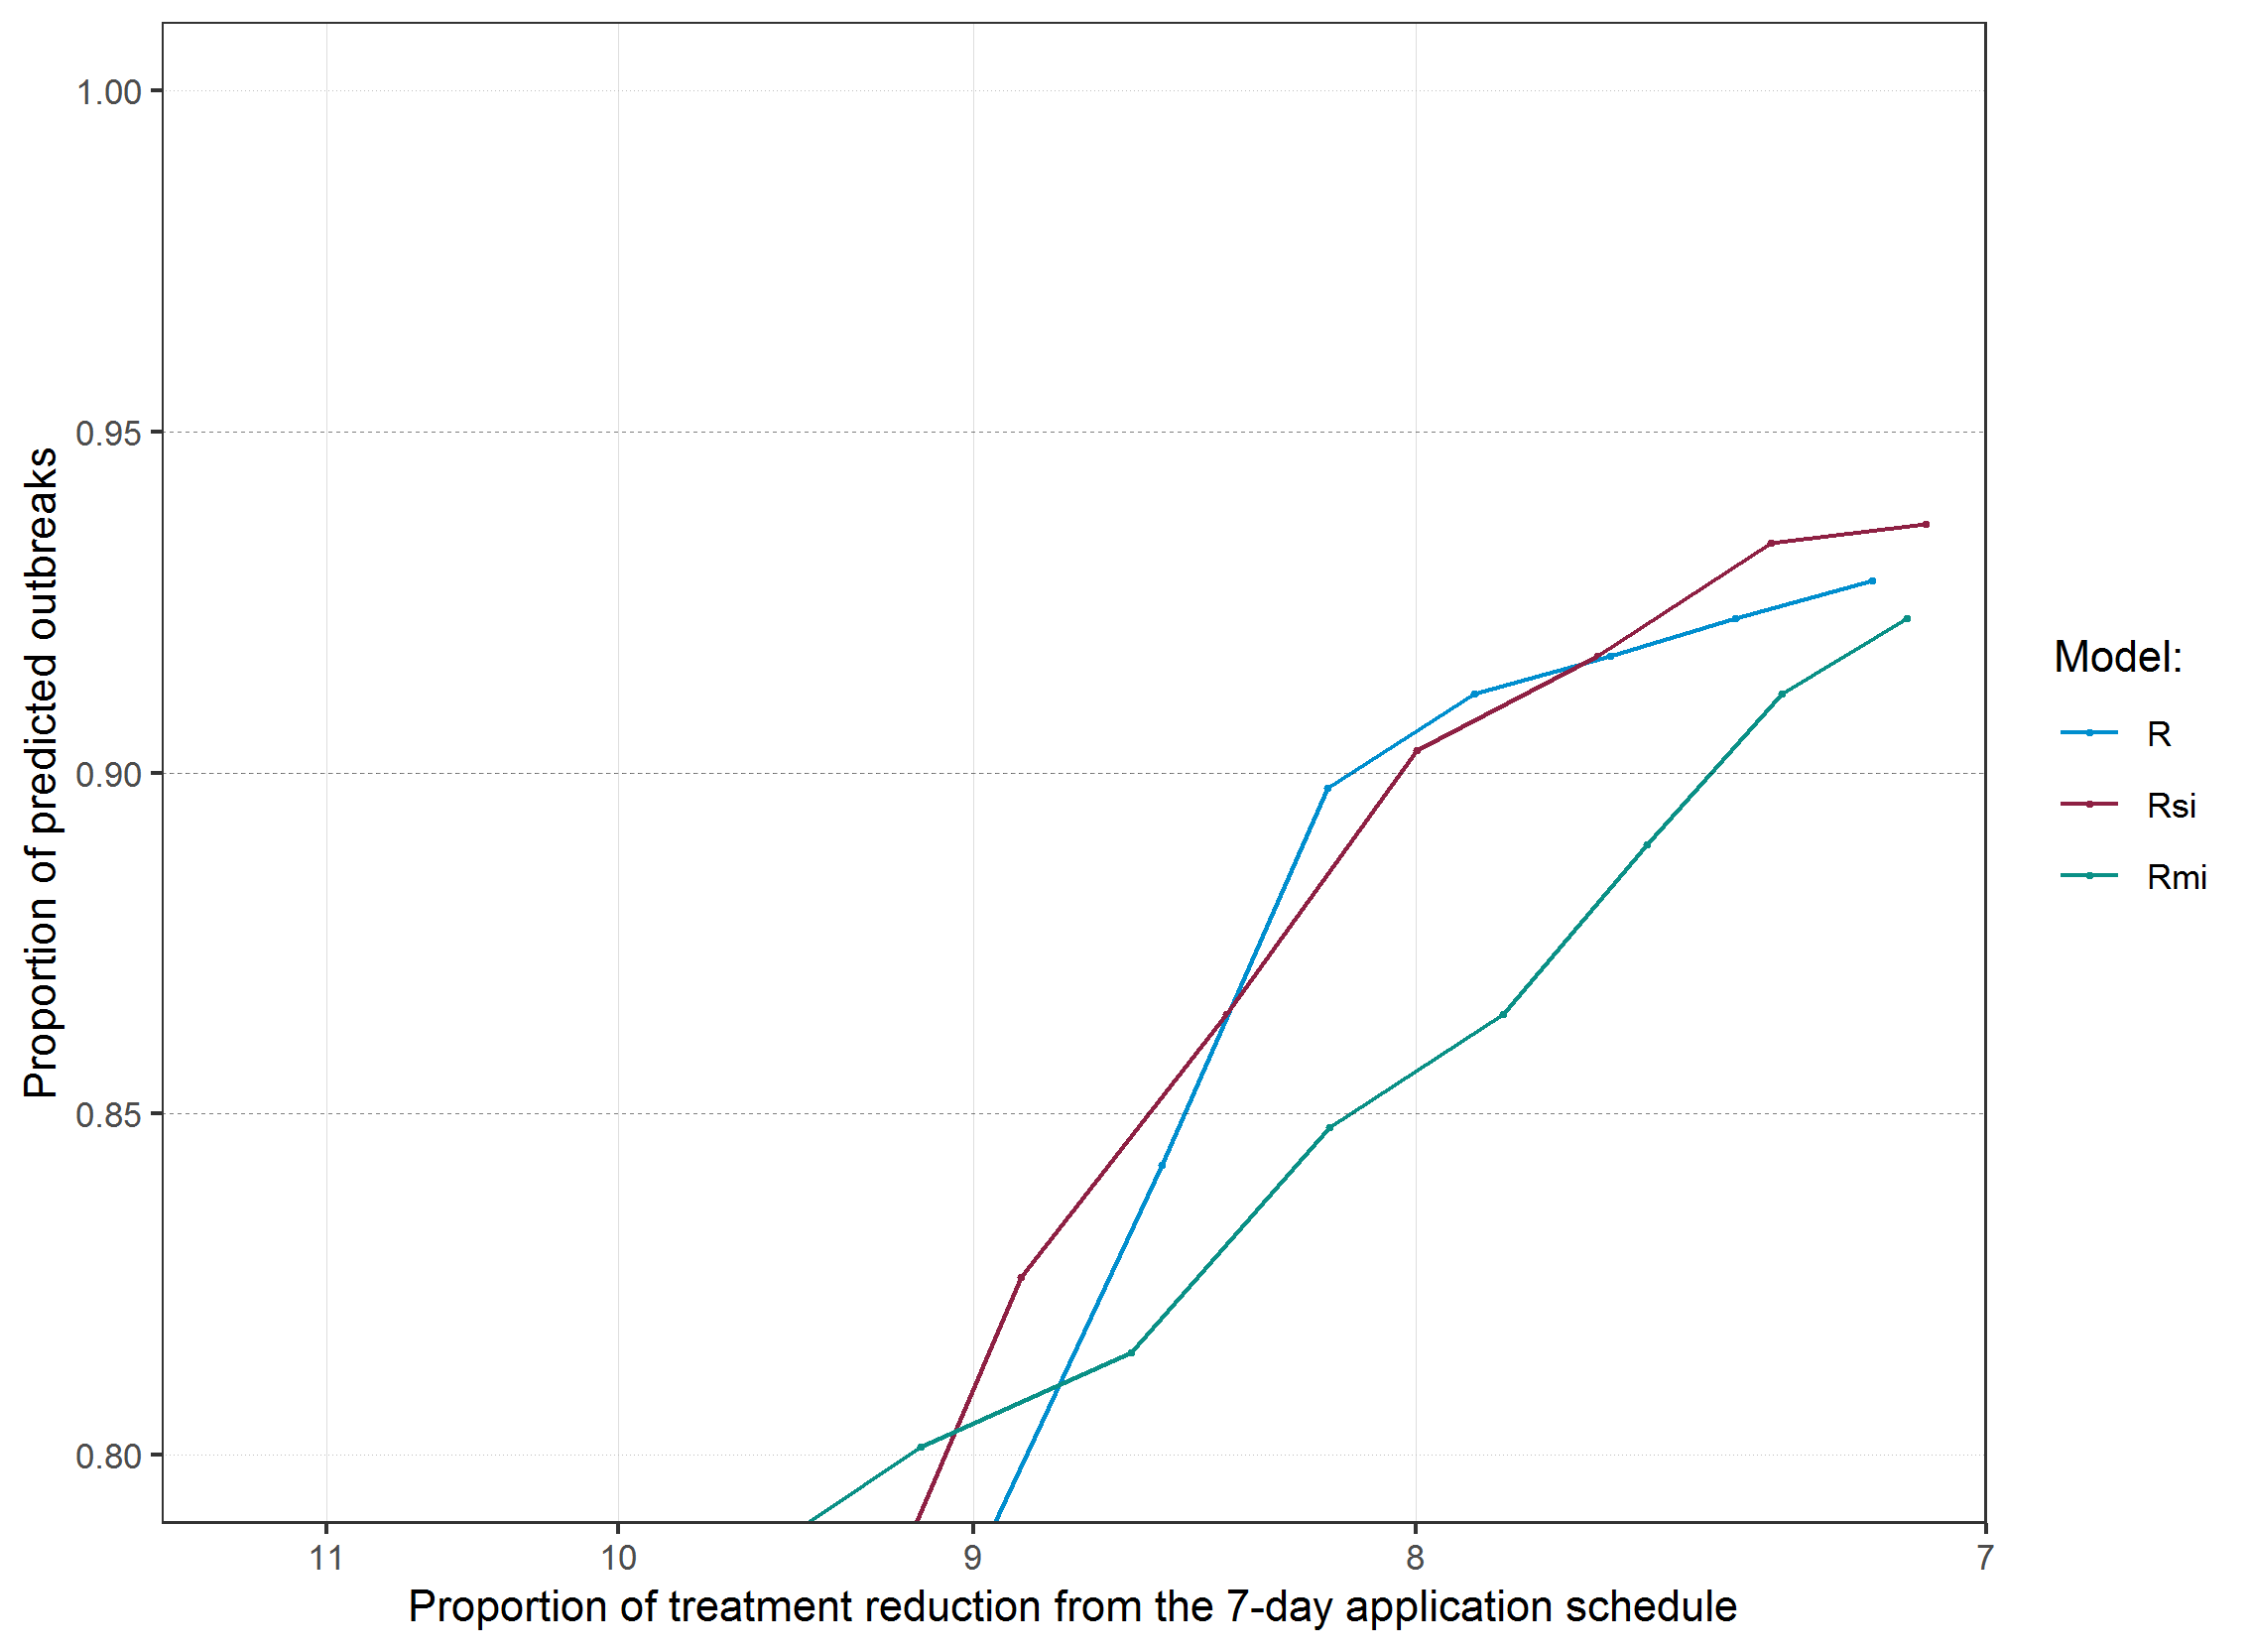 1.00
0.95
0.90
0.85
0.80
Proportion of predicted outbreaks
11 10 9 8 7
Proportion of treatment reduction from the 7-day application schedule
Model:
R
Rsi
Rmi